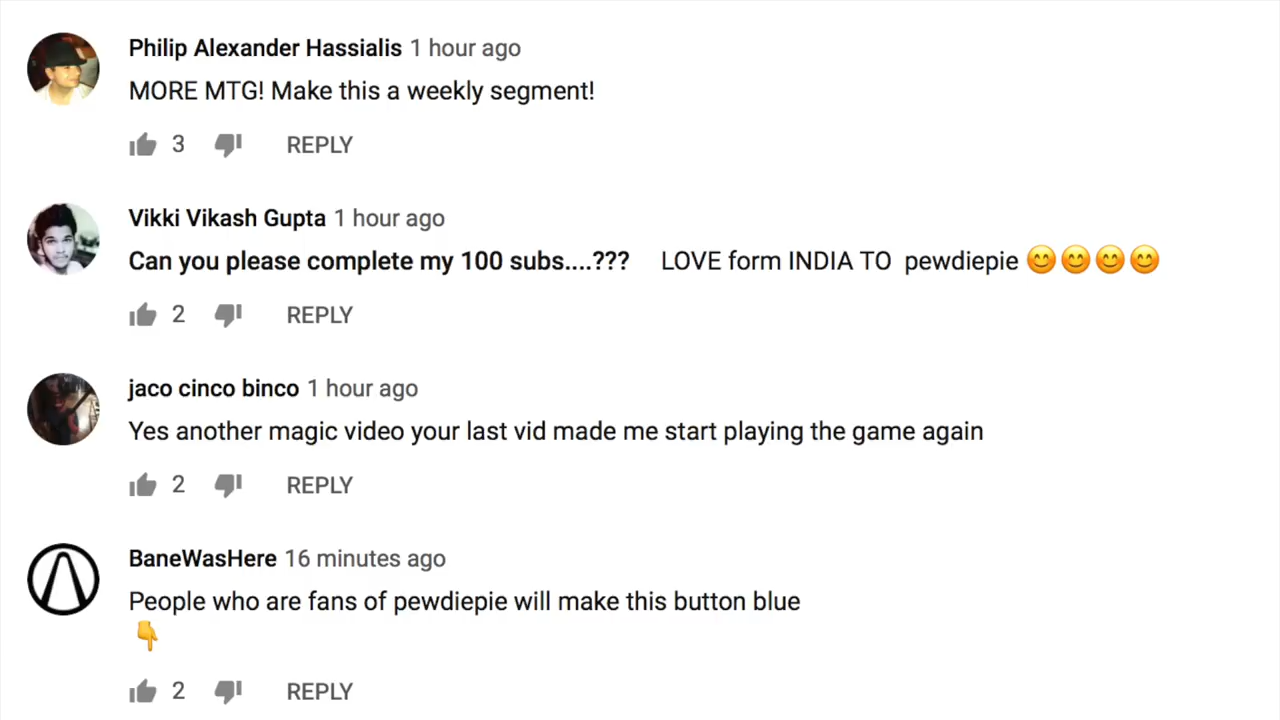 Philip Alexander Hassialis 1 hour ago
MORE MTG! Make this a weekly segment!
3 REPLY
Vikki Vikash Gupta 1 hour ago
Can you please complete my 100 subs....??? LOVE form INDIA TO pewdiepie 😊😊😊😊
2 REPLY
jaco cinco binco 1 hour ago
Yes another magic video your last vid made me start playing the game again
2 REPLY
BaneWasHere 16 minutes ago
People who are fans of pewdiepie will make this button blue
👇
2 REPLY